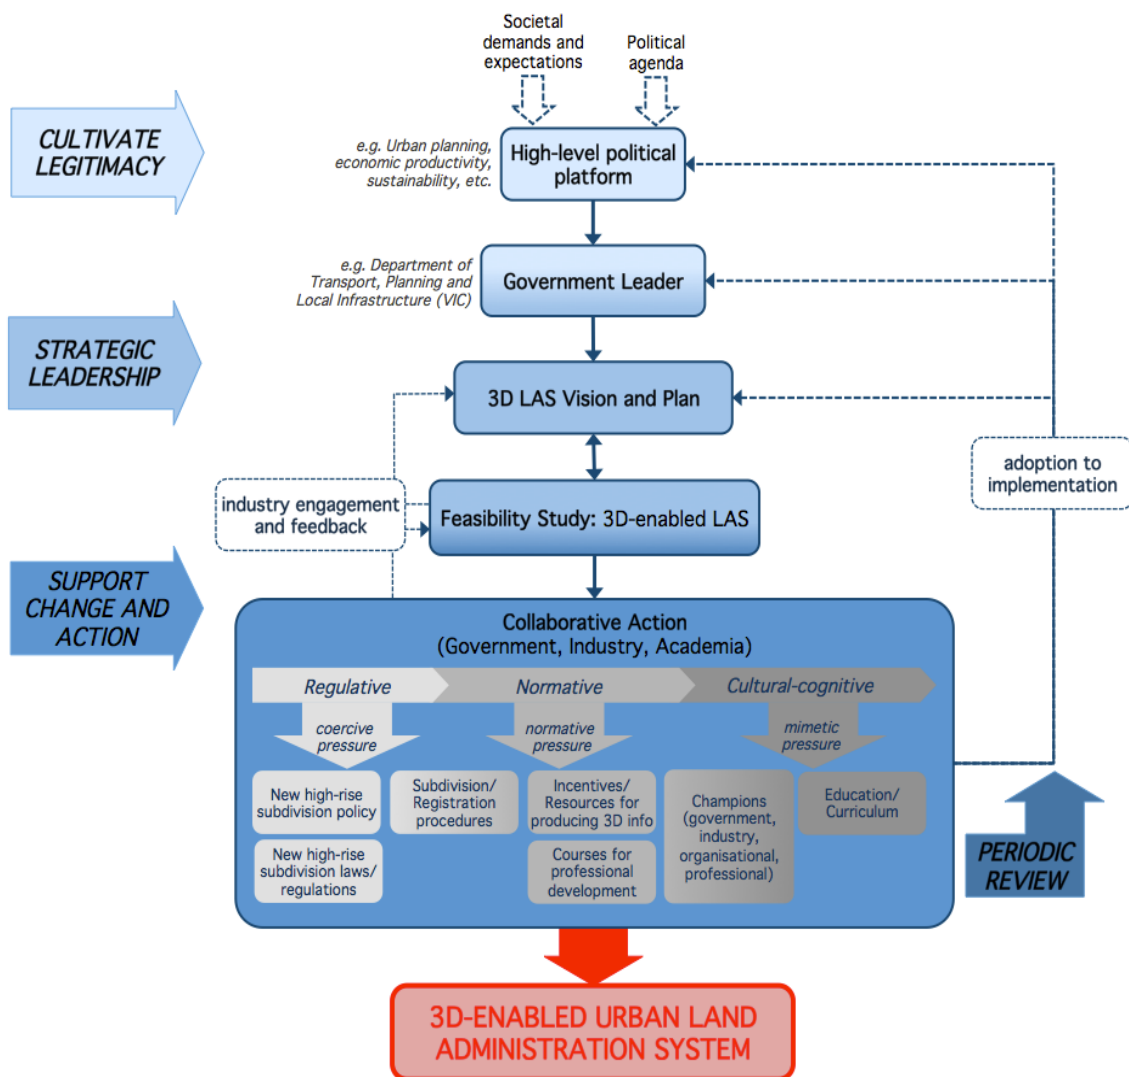 Societal
demands and
expectations
Political
agenda
CULTIVATE
LEGITIMACY
e.g. Urban planning,
economic productivity,
sustainability, etc.
High-level political
platform
e.g. Department of
Transport, Planning and
Local Infrastructure (VIC)
Government Leader
STRATEGIC
LEADERSHIP
3D LAS Vision and Plan
adoption to
implementation
industry engagement
and feedback
Feasibility Study: 3D-enabled LAS
SUPPORT
CHANGE AND
ACTION
Collaborative Action
(Government, Industry, Academia)
Regulative
Normative
Cultural-cognitive
coercive
pressure
normative
pressure
mimetic
pressure
New high-rise
subdivision policy
Subdivision/
Registration
procedures
Incentives/
Resources for
producing 3D info
Champions
(government,
industry,
organisational,
professional)
Education/
Curriculum
New high-rise
subdivision laws/
regulations
Courses for
professional
development
PERIODIC
REVIEW
3D-ENABLED URBAN LAND
ADMINISTRATION SYSTEM